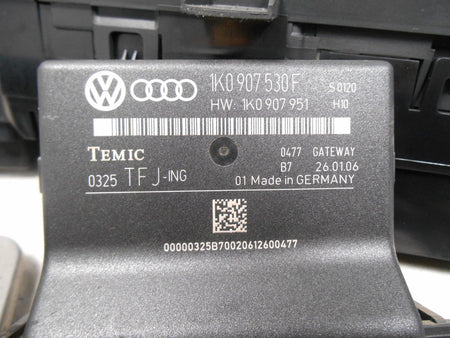 1K0 907 530 F S 0120
HW: 1K0 907 951 H10
TEMIC 0477 GATEWAY
B7 26.01.06
0325 TFJ-ING 01 Made in GERMANY
00000325B70020612600477